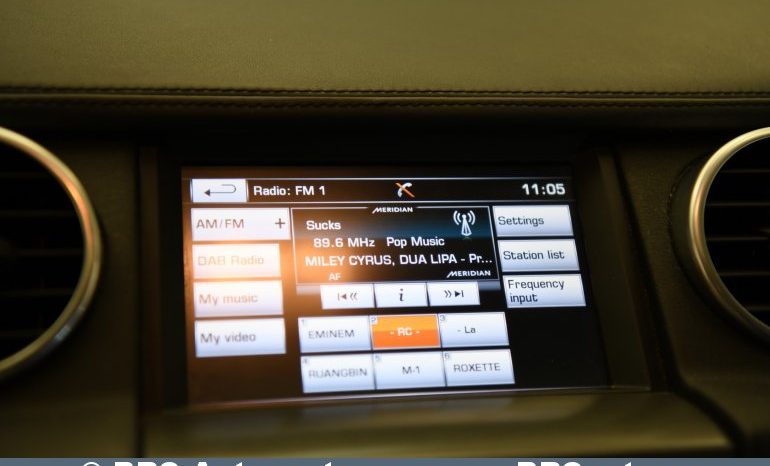 Radio: FM 1
11:05
AM/FM +
MERIDIAN
Sucks
89.6 MHz Pop Music
MILEY CYRUS, DUA LIPA - Pr...
AF
MERIDIAN
Settings
DAB Radio
Station list
My music
i
Frequency
input
My video
1 EMINEM
2 - RC -
3 - La
4 RUANGBIN
5 M-1
6 ROXETTE